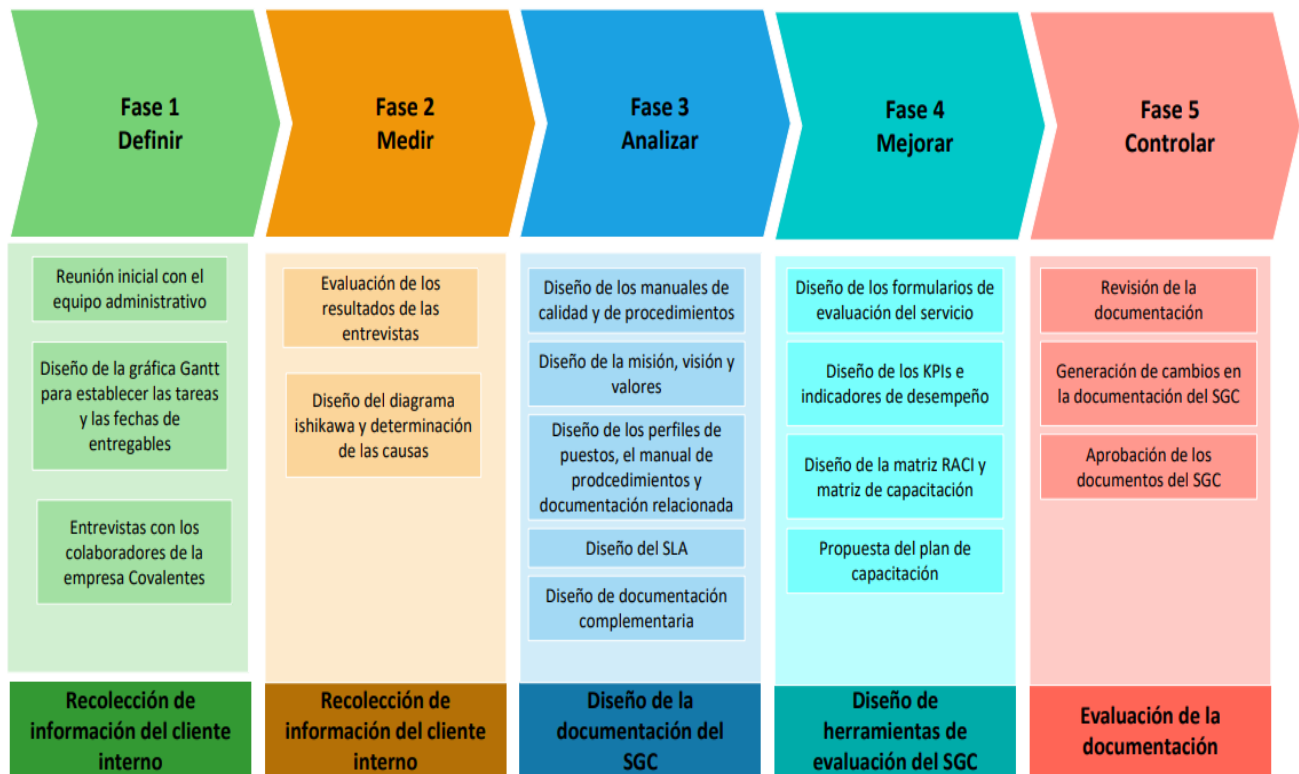 Fase 1
Definir
Fase 2
Medir
Fase 3
Analizar
Fase 4
Mejorar
Fase 5
Controlar
Reunión inicial con el
equipo administrativo
Diseño de la gráfica Gantt
para establecer las tareas
y las fechas de
entregables
Entrevistas con los
colaboradores de la
empresa Covalentes
Recolección de
información del cliente
interno
Evaluación de los
resultados de las
entrevistas
Diseño del diagrama
ishikawa y determinación
de las causas
Recolección de
información del cliente
interno
Diseño de los manuales de
calidad y de procedimientos
Diseño de la misión, visión y
valores
Diseño de los perfiles de
puestos, el manual de
prodcedimientos y
documentación relacionada
Diseño del SLA
Diseño de documentación
complementaria
Diseño de la
documentación del
SGC
Diseño de los formularios de
evaluación del servicio
Diseño de los KPIs e
indicadores de desempeño
Diseño de la matriz RACI y
matriz de capacitación
Propuesta del plan de
capacitación
Diseño de
herramientas de
evaluación del SGC
Revisión de la
documentación
Generación de cambios en
la documentación del SGC
Aprobación de los
documentos del SGC
Evaluación de la
documentación